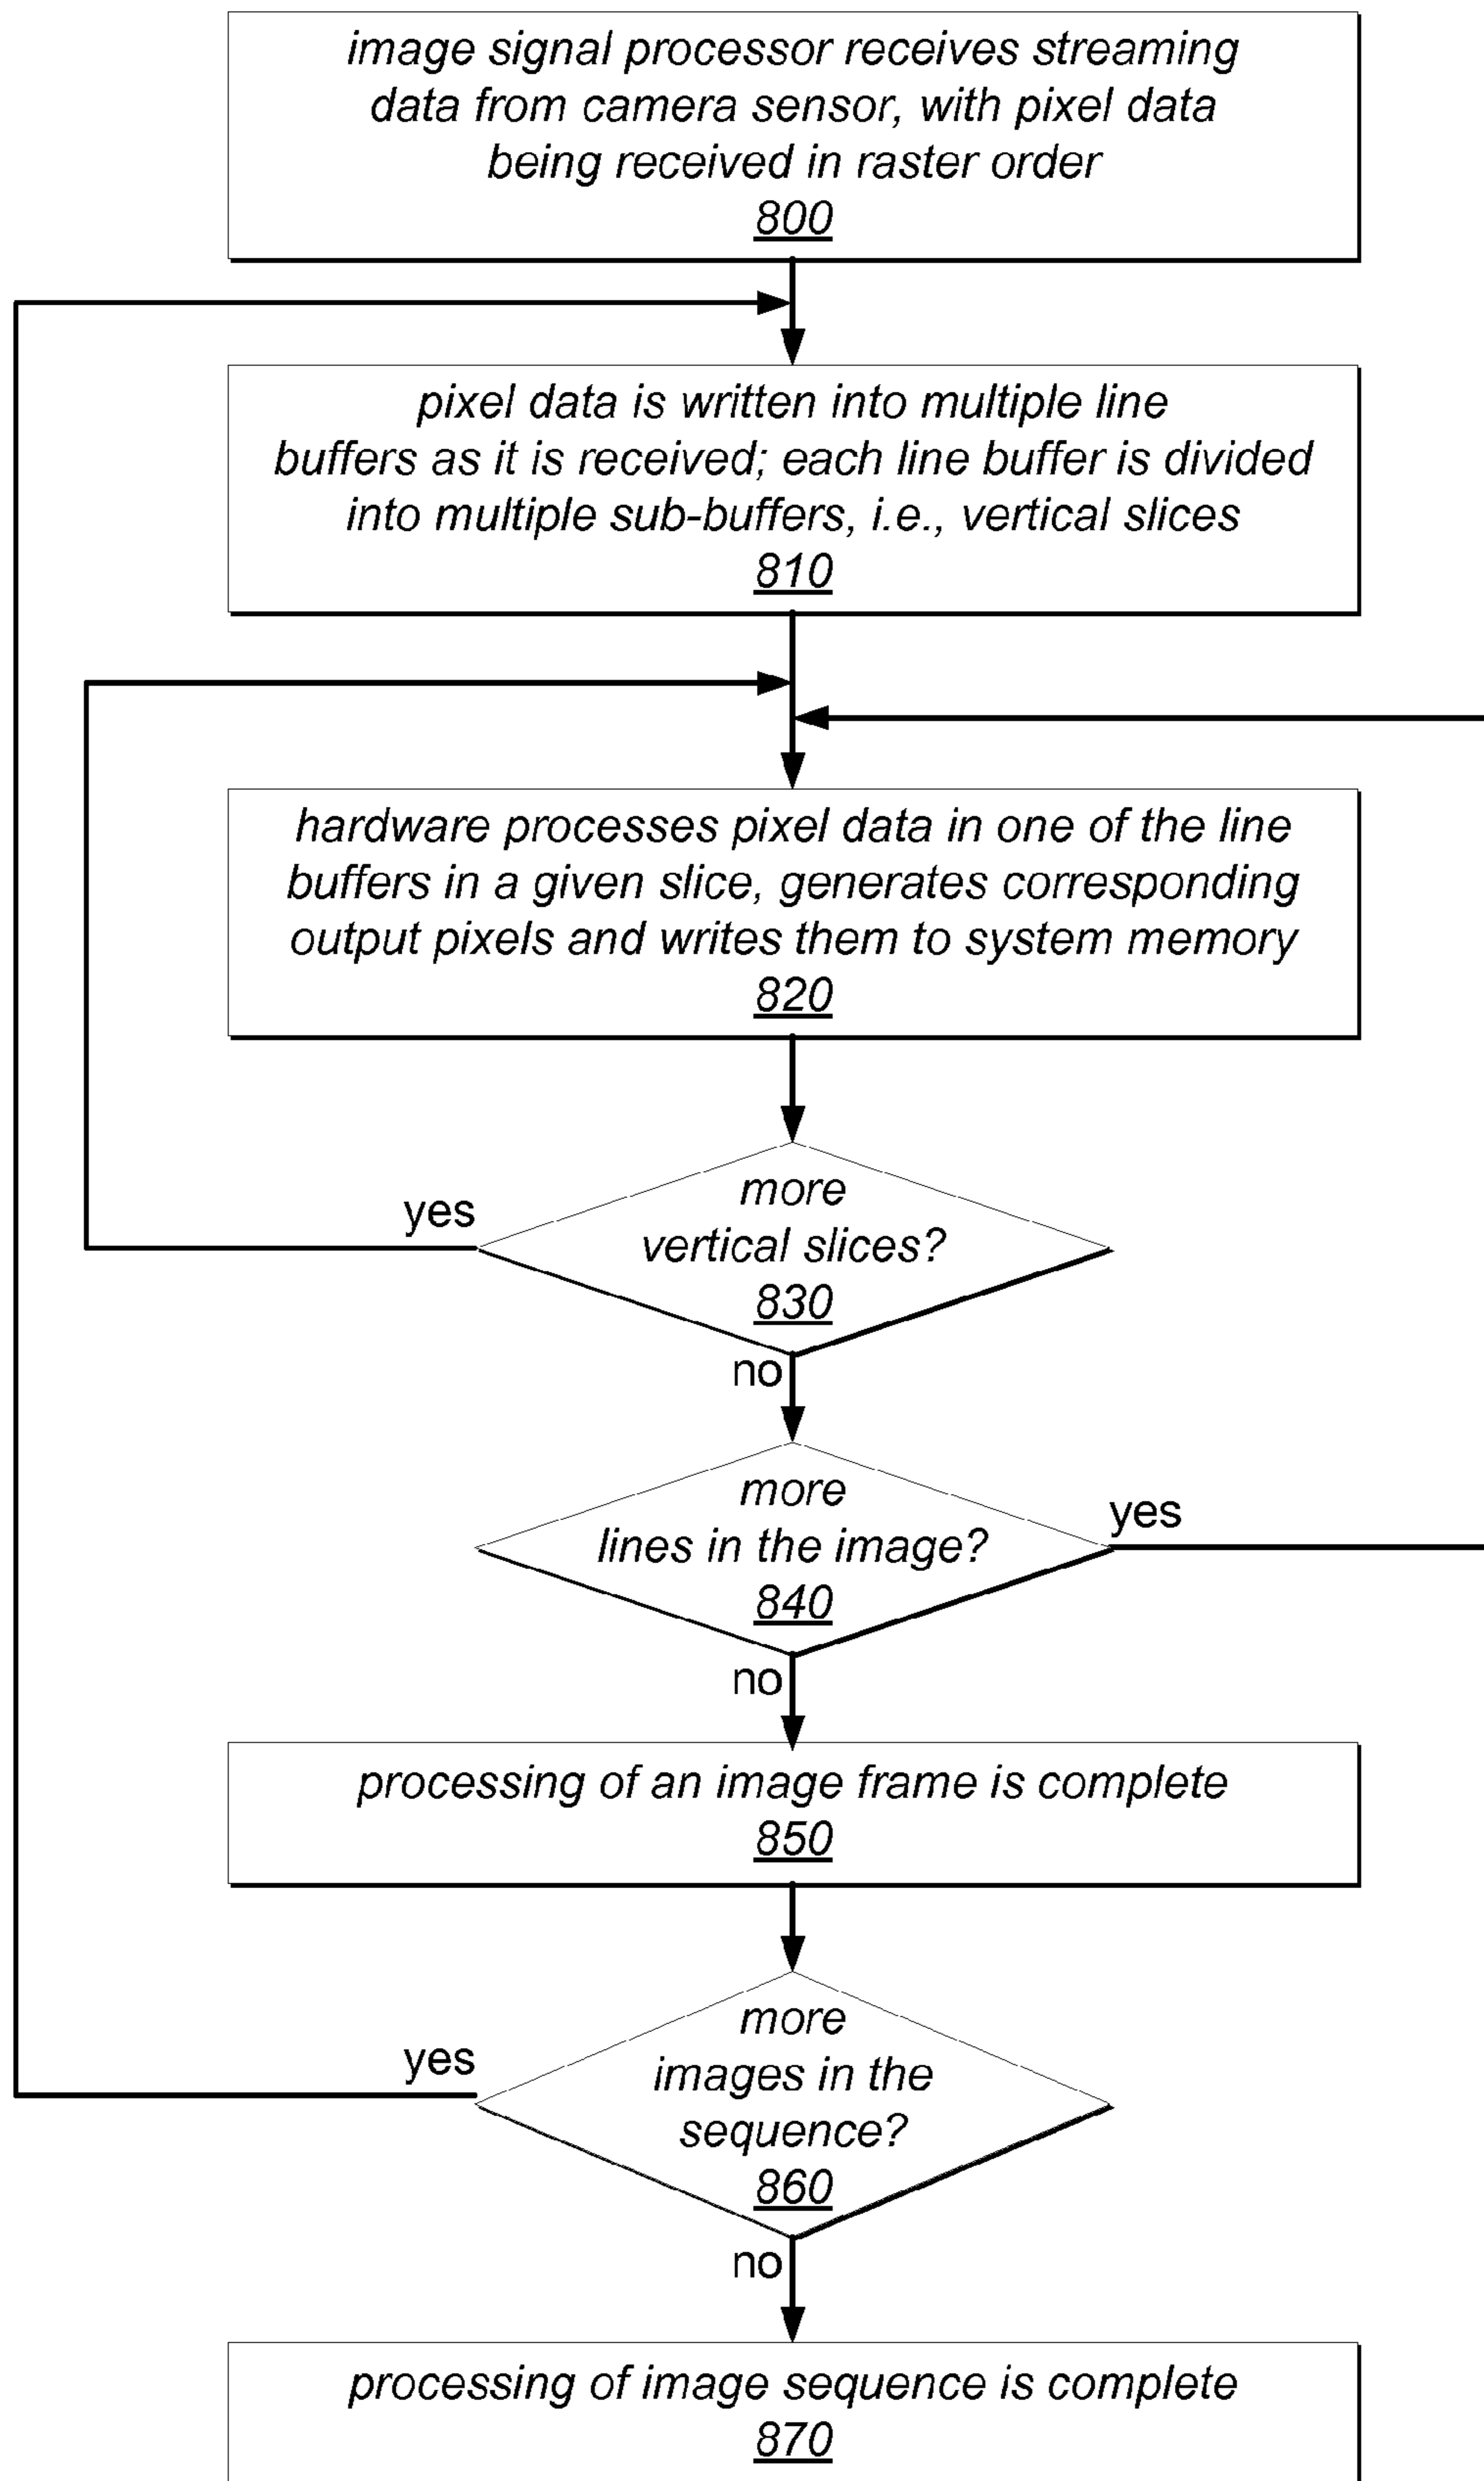 image signal processor receives streaming
data from camera sensor, with pixel data
being received in raster order
800
pixel data is written into multiple line
buffers as it is received; each line buffer is divided
into multiple sub-buffers, i.e., vertical slices
810
hardware processes pixel data in one of the line
buffers in a given slice, generates corresponding
output pixels and writes them to system memory
820
more
vertical slices?
830
yes
no
more
lines in the image?
840
yes
no
processing of an image frame is complete
850
more
images in the
sequence?
860
yes
no
processing of image sequence is complete
870